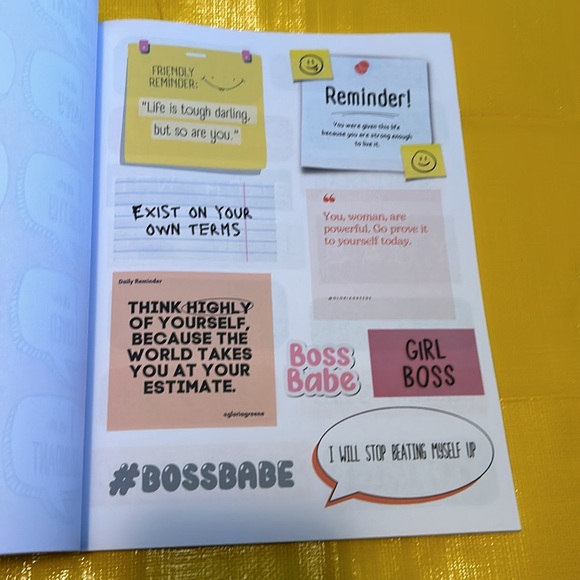 FRIENDLY
REMINDER:
"Life is tough darling,
but so are you."
Reminder!
You were given this life
because you are strong enough
to live it.
EXIST ON YOUR
OWN TERMS
"
You, woman, are
powerful. Go prove it
to yourself today.
Daily Reminder
THINK HIGHLY
OF YOURSELF,
BECAUSE THE
WORLD TAKES
YOU AT YOUR
ESTIMATE.
@gloriagreene
Boss
Babe
GIRL
BOSS
#BOSSBABE
I WILL STOP BEATING MYSELF UP